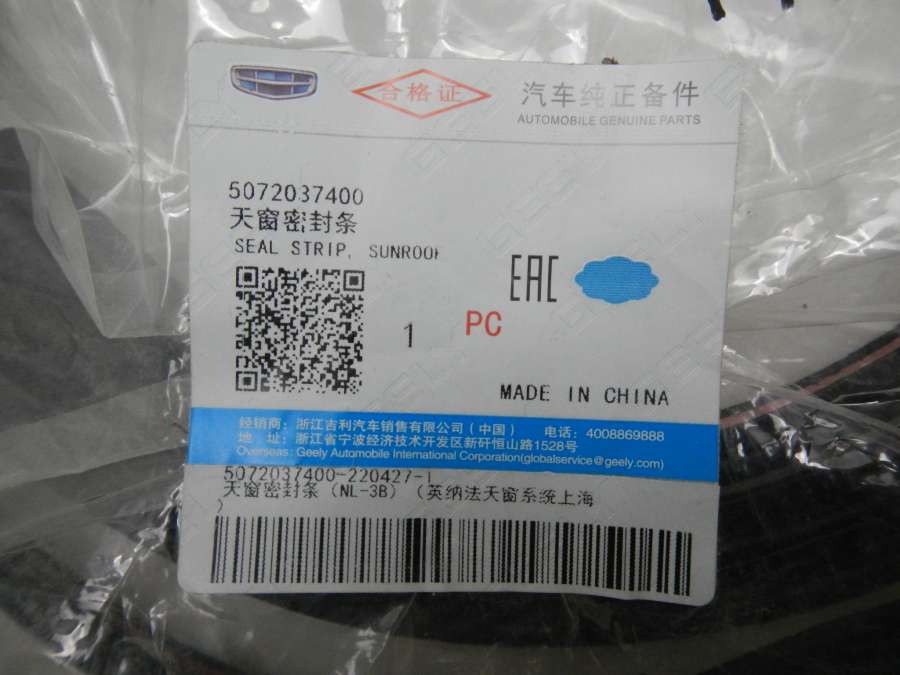 合格证
汽车纯正备件
AUTOMOBILE GENUINE PARTS
5072037400
天窗密封条
SEAL STRIP, SUNROOF
EAC
1 PC
MADE IN CHINA
经销商：浙江吉利汽车销售有限公司（中国） 电话：4008869888
地 址：浙江省宁波经济技术开发区新矸恒山路1528号
Overseas: Geely Automobile International Corporation(globalservice@geely.com)
5072037400-220427-1
天窗密封条（NL-3B）（英纳法天窗系统上海
）